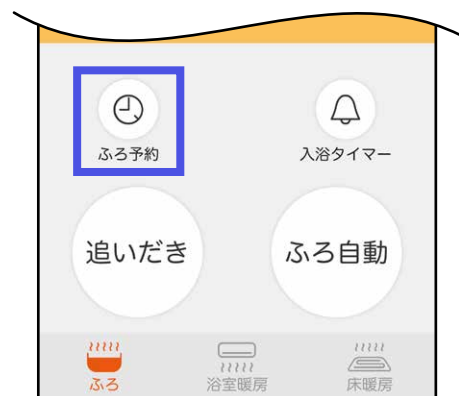 ふろ予約
入浴タイマー
追いだき
ふろ自動
ふろ
浴室暖房
床暖房